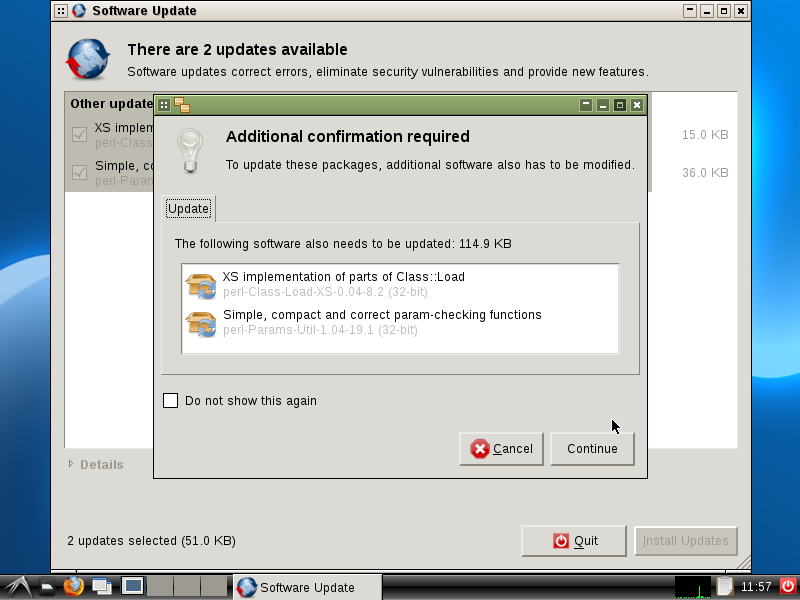 Software Update
There are 2 updates available
Software updates correct errors, eliminate security vulnerabilities and provide new features.
Other update
XS implem
perl-Class
15.0 KB
Simple, co
perl-Param
36.0 KB
Additional confirmation required
To update these packages, additional software also has to be modified.
Update
The following software also needs to be updated: 114.9 KB
XS implementation of parts of Class::Load
perl-Class-Load-XS-0.04-8.2 (32-bit)
Simple, compact and correct param-checking functions
perl-Params-Util-1.04-19.1 (32-bit)
Do not show this again
Cancel
Continue
Details
2 updates selected (51.0 KB)
Quit
Install Updates
Software Update
11:57